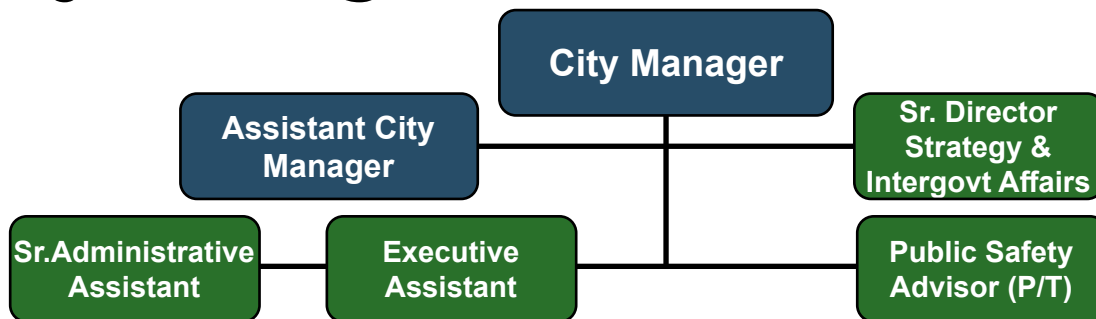 City Manager
Assistant City
Manager
Sr. Director
Strategy &
Intergovt Affairs
Sr.Administrative
Assistant
Executive
Assistant
Public Safety
Advisor (P/T)